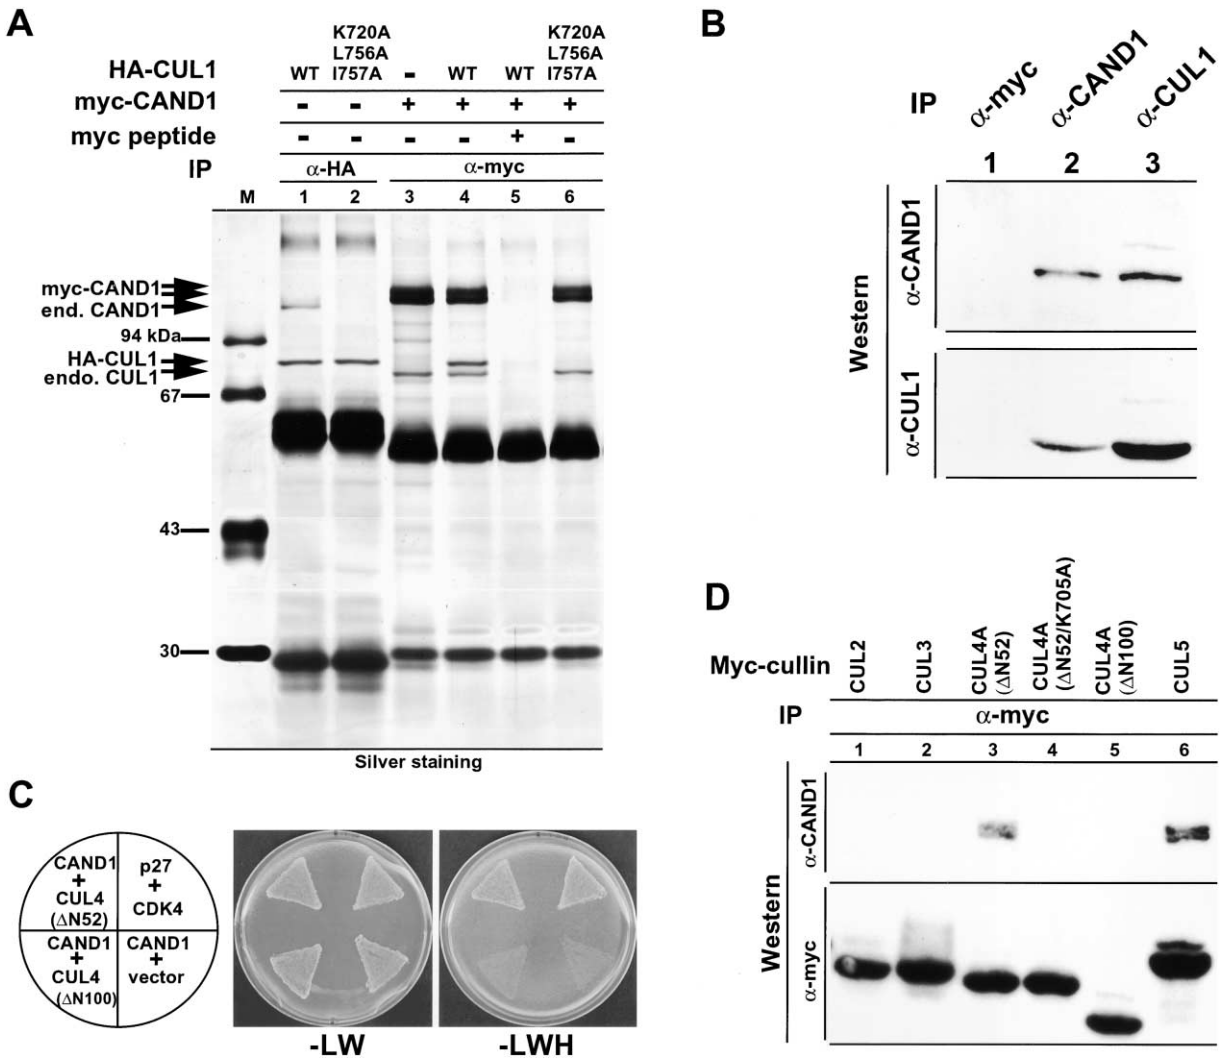 A
K720A
L756A
HA-CUL1 WT I757A - WT WT K720A L756A I757A
myc-CAND1 - - + + + +
myc peptide - - - - + -
IP α-HA α-myc
M 1 2 3 4 5 6
myc-CAND1
end. CAND1
94 kDa
HA-CUL1
endo. CUL1
67
43
30
Silver staining
B
IP α-myc α-CAND1 α-CUL1
1 2 3
Western
α-CAND1
α-CUL1
C
CAND1
+
CUL4
(ΔN52)
p27
+
CDK4
CAND1
+
CUL4
(ΔN100)
CAND1
+
vector
-LW
-LWH
D
Myc-cullin CUL2 CUL3 CUL4A (ΔN52) CUL4A (ΔN52/K705A) CUL4A (ΔN100) CUL5
IP α-myc
1 2 3 4 5 6
Western
α-CAND1
α-myc